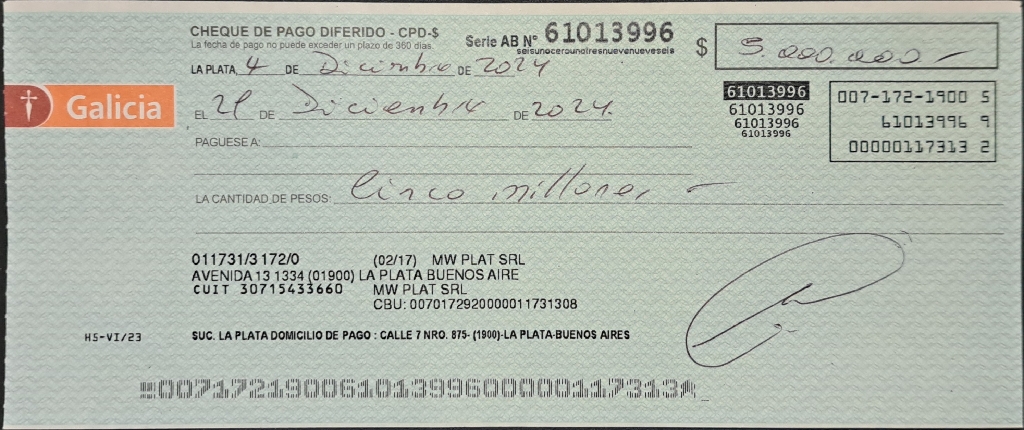 CHEQUE DE PAGO DIFERIDO - CPD-$
La fecha de pago no puede exceder un plazo de 360 días.
Serie AB Nº 61013996
seisunocerounotresnuevenueveseis
$ 5.000.000.-
LA PLATA, 4 DE Diciembre DE 2024
Galicia
EL 21 DE Diciembre DE 2024.
61013996
61013996
61013996
61013996
007-172-1900 5
61013996 9
00000117313 2
PAGUESE A:
LA CANTIDAD DE PESOS: Cinco millones -
011731/3172/0 (02/17) MW PLAT SRL
AVENIDA 13 1334 (01900) LA PLATA BUENOS AIRE
CUIT 30715433660 MW PLAT SRL
CBU: 0070172920000011731308
HS-VI/23
SUC. LA PLATA DOMICILIO DE PAGO : CALLE 7 NRO. 875- (1900)-LA PLATA-BUENOS AIRES
00717219006101399600000117313